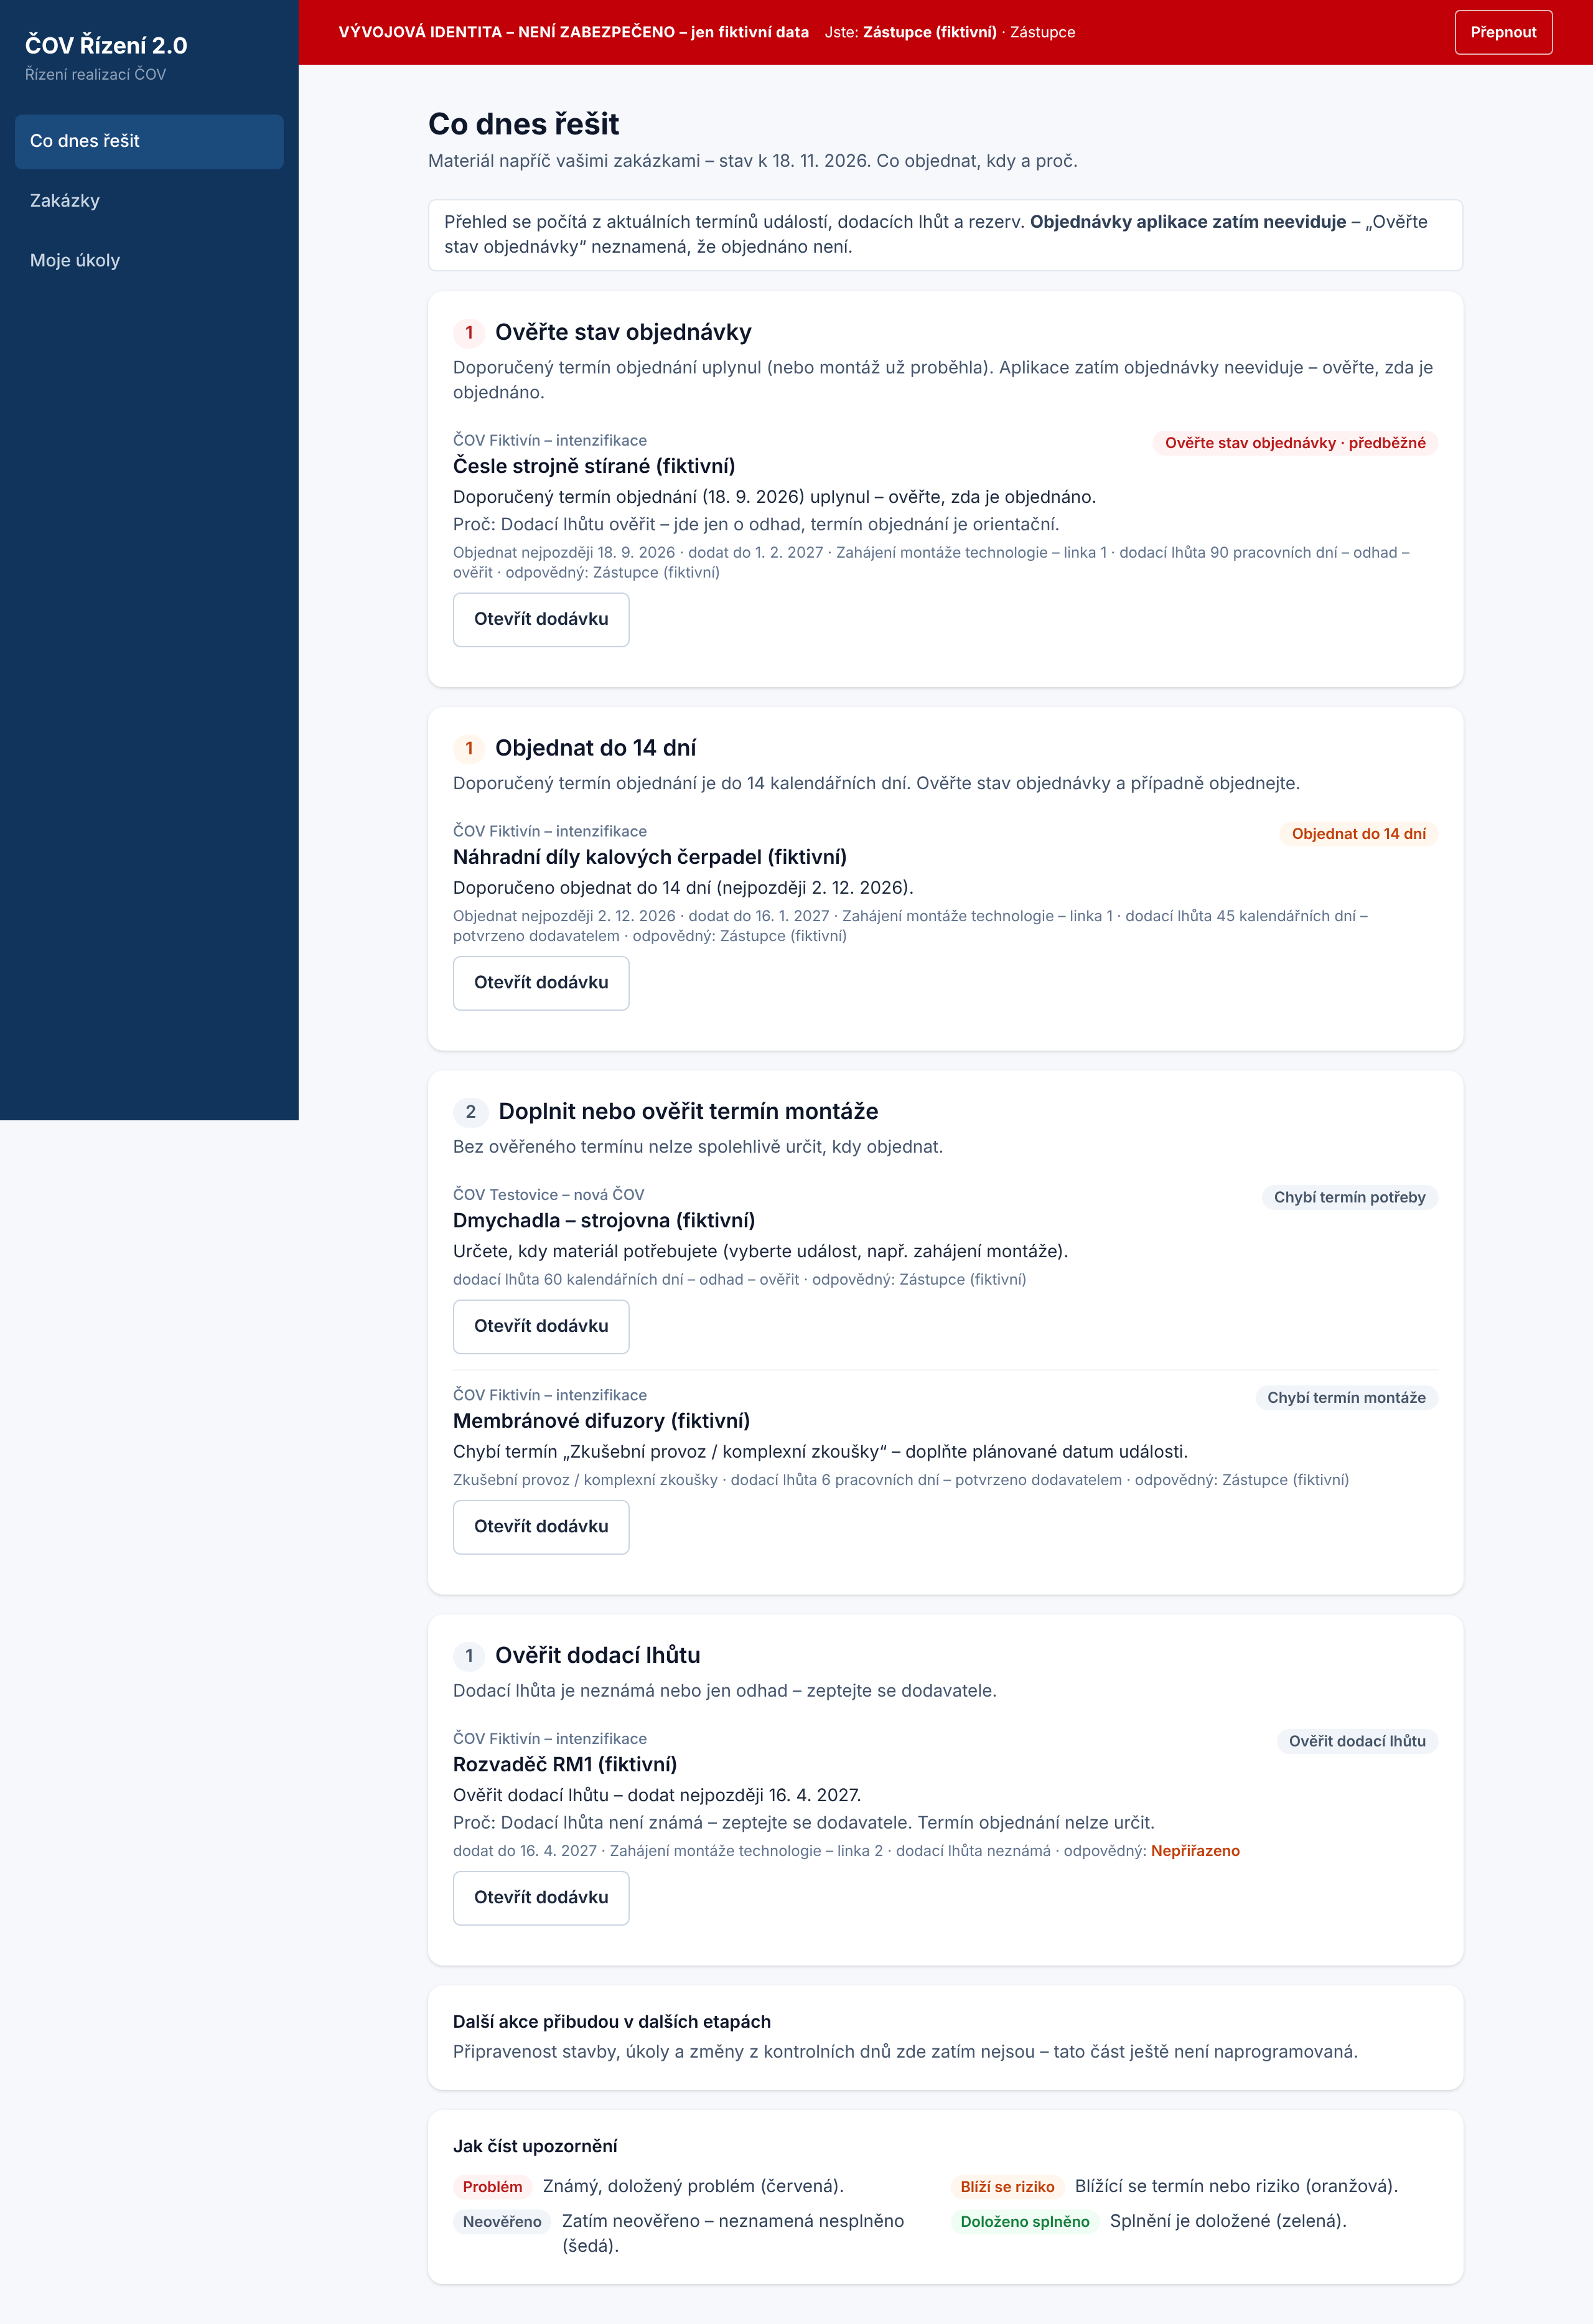 ČOV Řízení 2.0
Řízení realizací ČOV
Co dnes řešit
Zakázky
Moje úkoly
VÝVOJOVÁ IDENTITA – NENÍ ZABEZPEČENO – jen fiktivní data Jste: Zástupce (fiktivní) · Zástupce
Přepnout
Co dnes řešit
Materiál napříč vašimi zakázkami – stav k 18. 11. 2026. Co objednat, kdy a proč.
Přehled se počítá z aktuálních termínů událostí, dodacích lhůt a rezerv. Objednávky aplikace zatím neeviduje – „Ověřte
stav objednávky“ neznamená, že objednáno není.
1 Ověřte stav objednávky
Doporučený termín objednání uplynul (nebo montáž už proběhla). Aplikace zatím objednávky neeviduje – ověřte, zda je
objednáno.
ČOV Fiktivín – intenzifikace
Ověřte stav objednávky · předběžné
Česle strojně stírané (fiktivní)
Doporučený termín objednání (18. 9. 2026) uplynul – ověřte, zda je objednáno.
Proč: Dodací lhůtu ověřit – jde jen o odhad, termín objednání je orientační.
Objednat nejpozději 18. 9. 2026 · dodat do 1. 2. 2027 · Zahájení montáže technologie – linka 1 · dodací lhůta 90 pracovních dní – odhad –
ověřit · odpovědný: Zástupce (fiktivní)
Otevřít dodávku
1 Objednat do 14 dní
Doporučený termín objednání je do 14 kalendářních dní. Ověřte stav objednávky a případně objednejte.
ČOV Fiktivín – intenzifikace
Objednat do 14 dní
Náhradní díly kalových čerpadel (fiktivní)
Doporučeno objednat do 14 dní (nejpozději 2. 12. 2026).
Objednat nejpozději 2. 12. 2026 · dodat do 16. 1. 2027 · Zahájení montáže technologie – linka 1 · dodací lhůta 45 kalendářních dní –
potvrzeno dodavatelem · odpovědný: Zástupce (fiktivní)
Otevřít dodávku
2 Doplnit nebo ověřit termín montáže
Bez ověřeného termínu nelze spolehlivě určit, kdy objednat.
ČOV Testovice – nová ČOV
Chybí termín potřeby
Dmychadla – strojovna (fiktivní)
Určete, kdy materiál potřebujete (vyberte událost, např. zahájení montáže).
dodací lhůta 60 kalendářních dní – odhad – ověřit · odpovědný: Zástupce (fiktivní)
Otevřít dodávku
ČOV Fiktivín – intenzifikace
Chybí termín montáže
Membránové difuzory (fiktivní)
Chybí termín „Zkušební provoz / komplexní zkoušky“ – doplňte plánované datum události.
Zkušební provoz / komplexní zkoušky · dodací lhůta 6 pracovních dní – potvrzeno dodavatelem · odpovědný: Zástupce (fiktivní)
Otevřít dodávku
1 Ověřit dodací lhůtu
Dodací lhůta je neznámá nebo jen odhad – zeptejte se dodavatele.
ČOV Fiktivín – intenzifikace
Ověřit dodací lhůtu
Rozvaděč RM1 (fiktivní)
Ověřit dodací lhůtu – dodat nejpozději 16. 4. 2027.
Proč: Dodací lhůta není známá – zeptejte se dodavatele. Termín objednání nelze určit.
dodat do 16. 4. 2027 · Zahájení montáže technologie – linka 2 · dodací lhůta neznámá · odpovědný: Nepřiřazeno
Otevřít dodávku
Další akce přibudou v dalších etapách
Připravenost stavby, úkoly a změny z kontrolních dnů zde zatím nejsou – tato část ještě není naprogramovaná.
Jak číst upozornění
Problém Známý, doložený problém (červená).
Blíží se riziko Blížící se termín nebo riziko (oranžová).
Neověřeno Zatím neověřeno – neznamená nesplněno
(šedá).
Doloženo splněno Splnění je doložené (zelená).